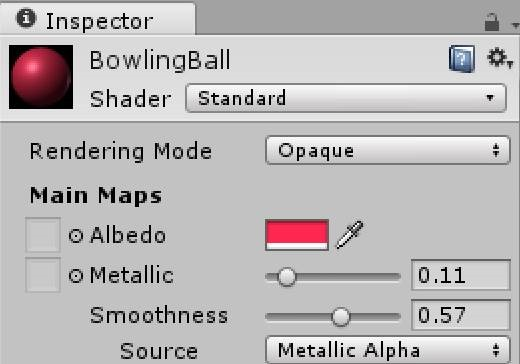 Inspector
BowlingBall
Shader Standard
Rendering Mode Opaque
Main Maps
Albedo
Metallic 0.11
Smoothness 0.57
Source Metallic Alpha